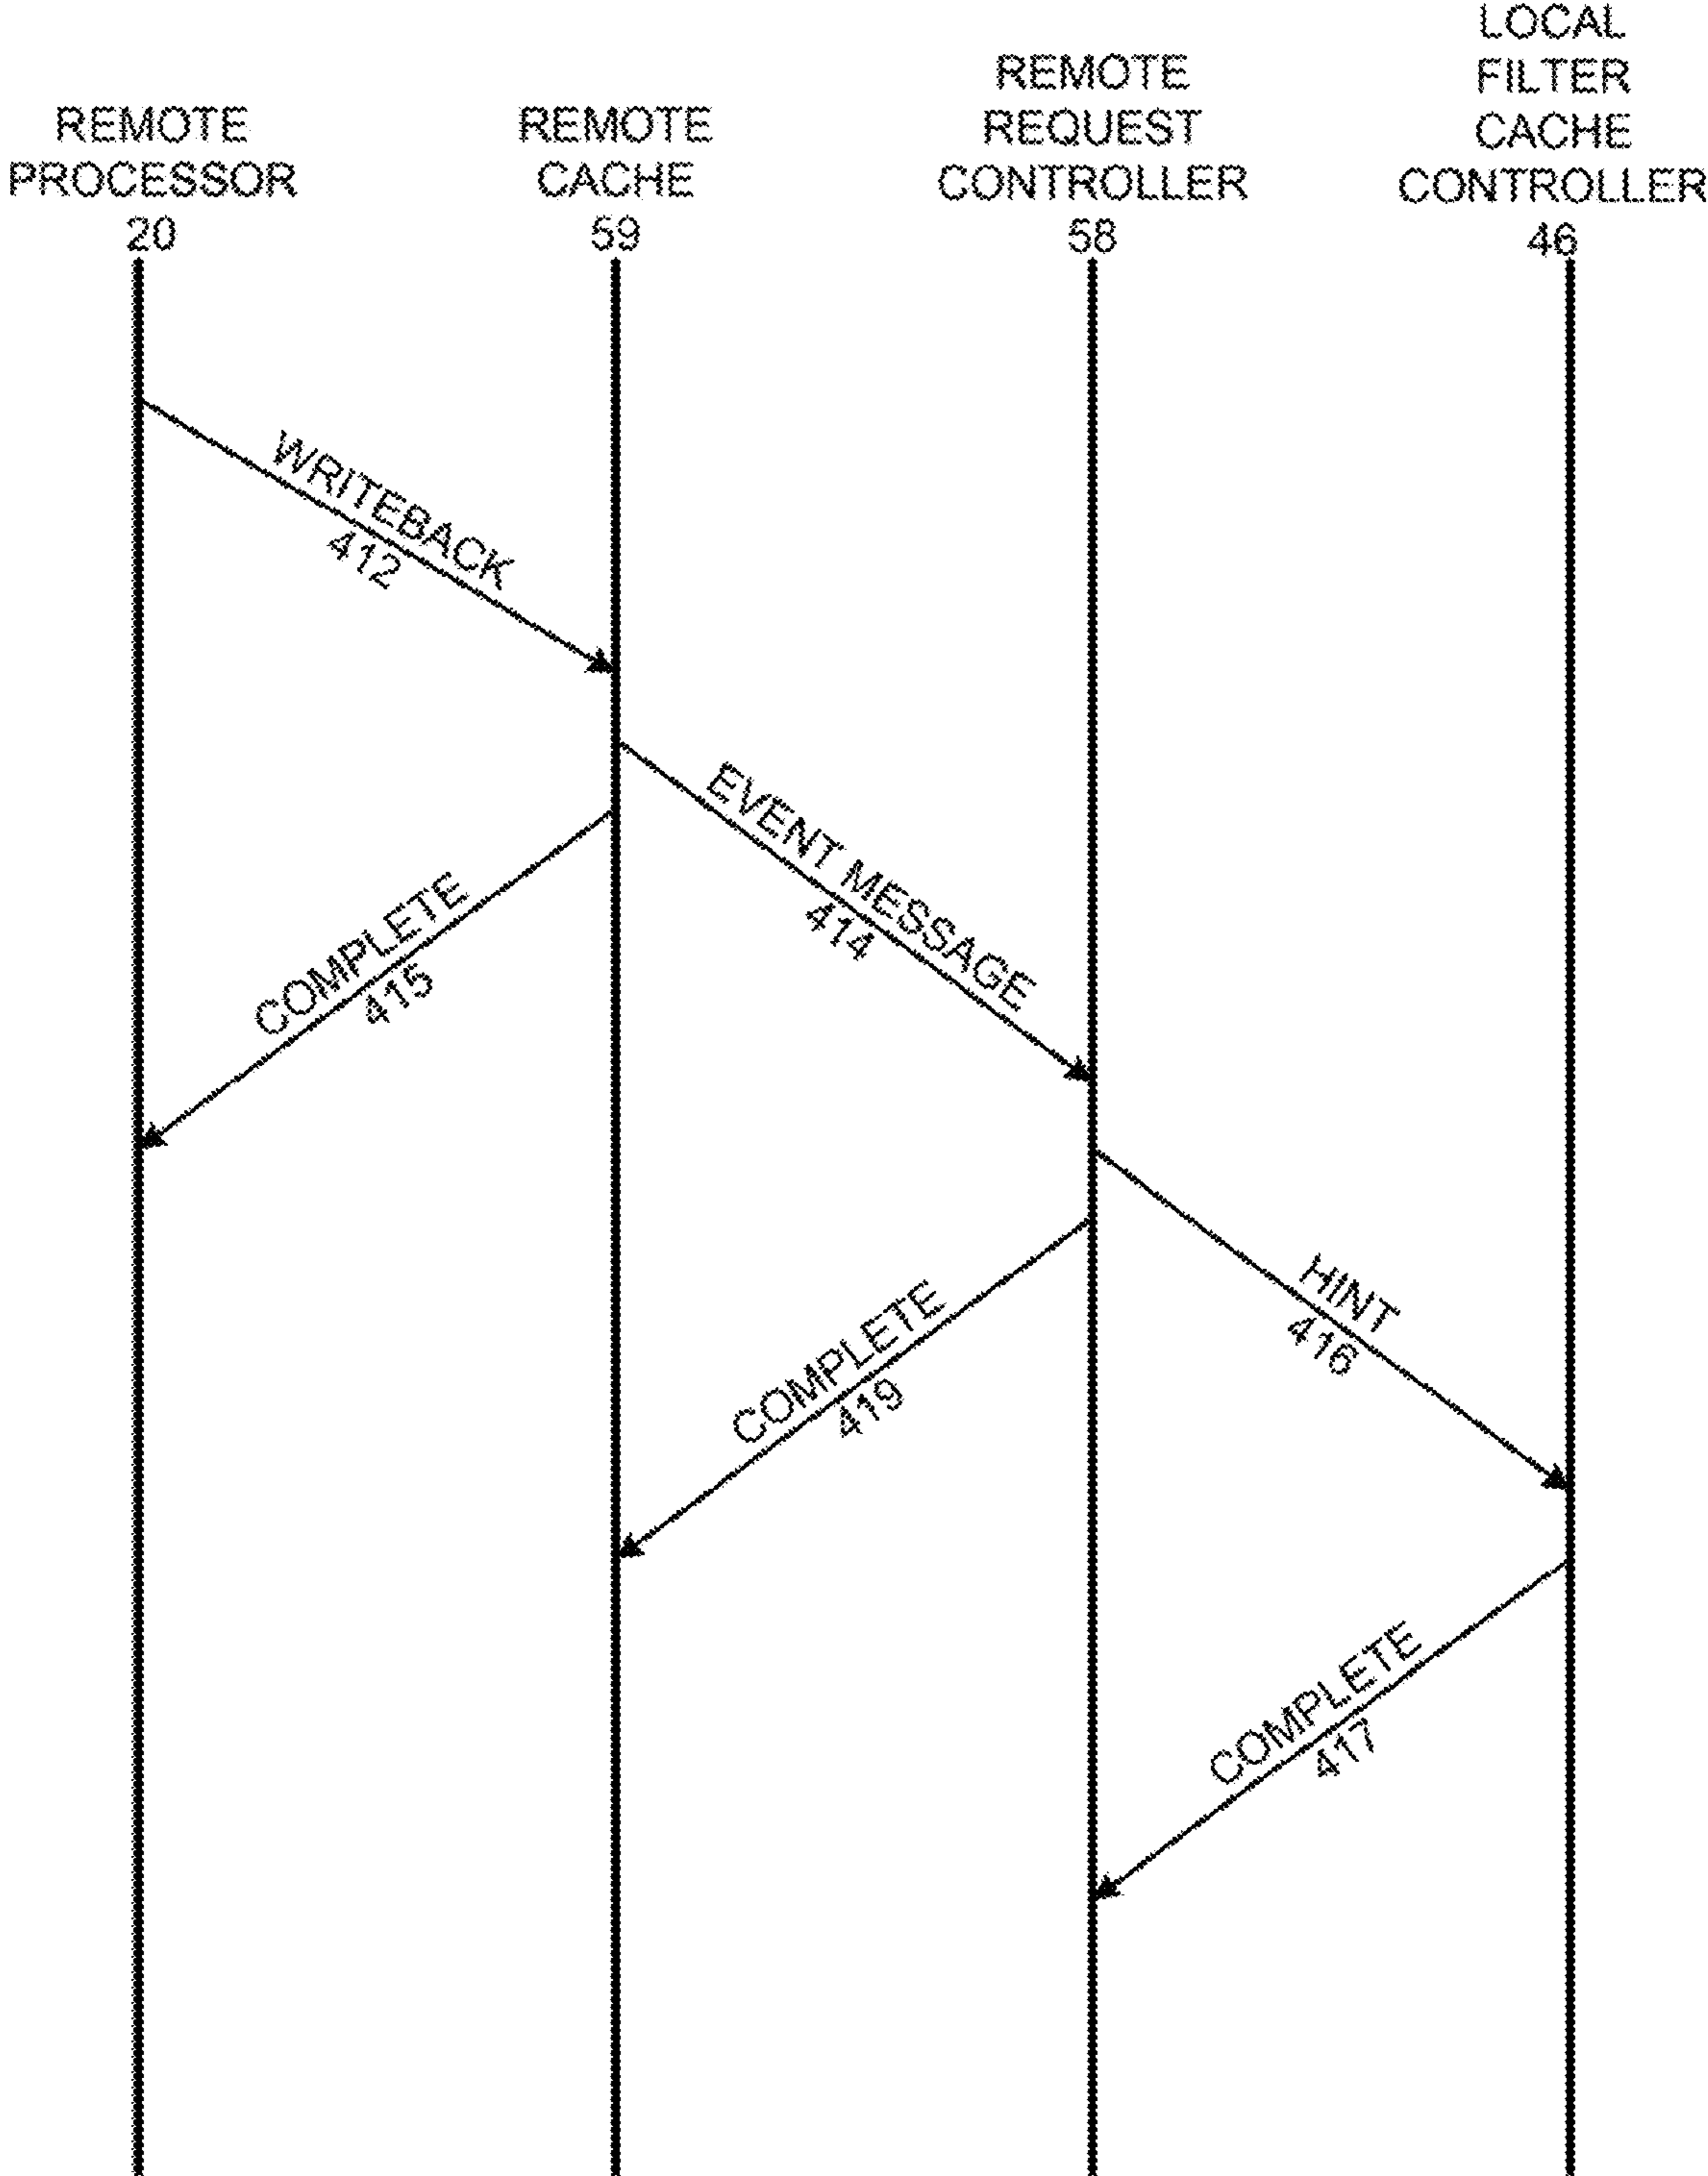 REMOTE
PROCESSOR
20
REMOTE
CACHE
59
REMOTE
REQUEST
CONTROLLER
58
LOCAL
FILTER
CACHE
CONTROLLER
46
WRITEBACK
412
EVENT MESSAGE
414
COMPLETE
415
HINT
416
COMPLETE
419
COMPLETE
417